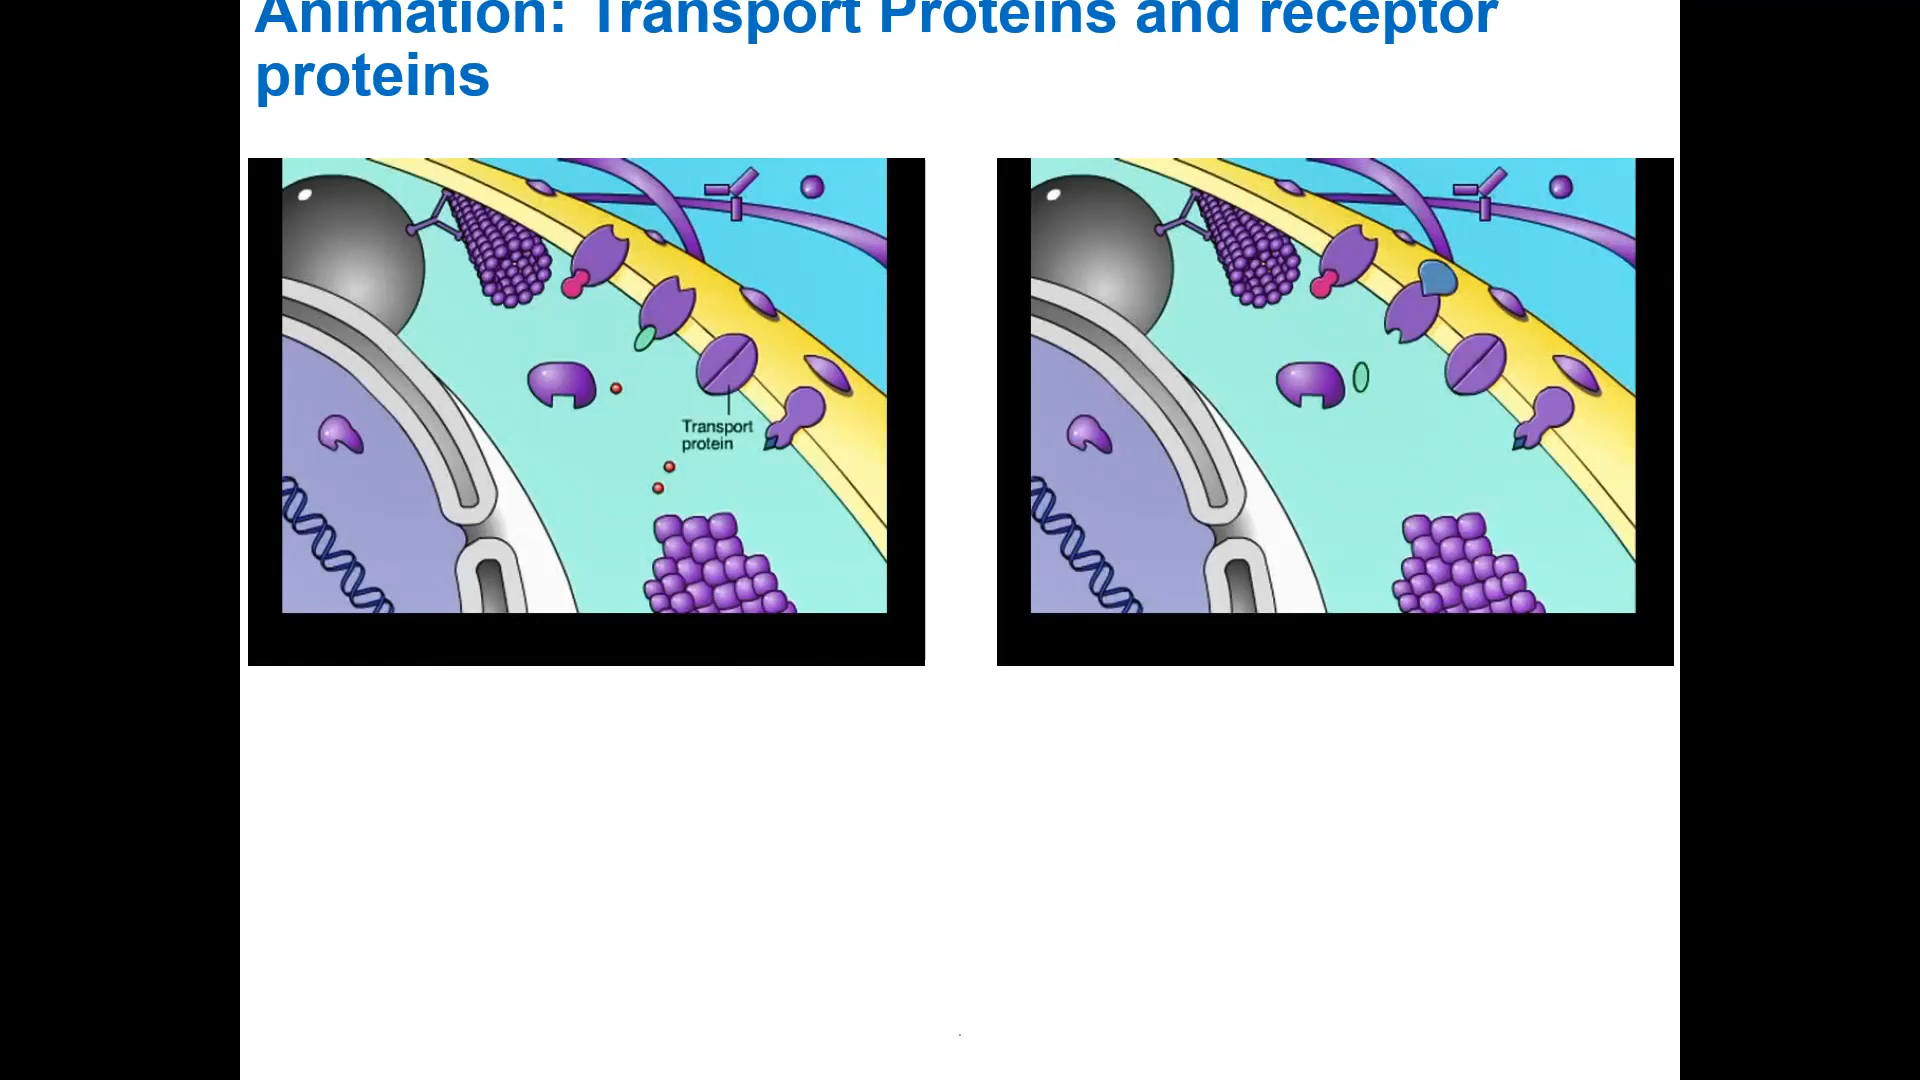 Animation: Transport Proteins and receptor
proteins
Transport
protein